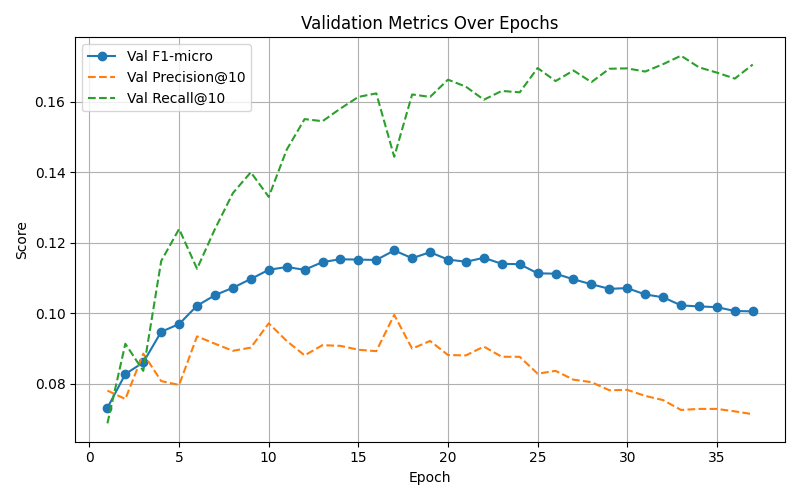 Validation Metrics Over Epochs
Val F1-micro
Val Precision@10
Val Recall@10
0.16
0.14
0.12
0.10
0.08
Score
0 5 10 15 20 25 30 35
Epoch